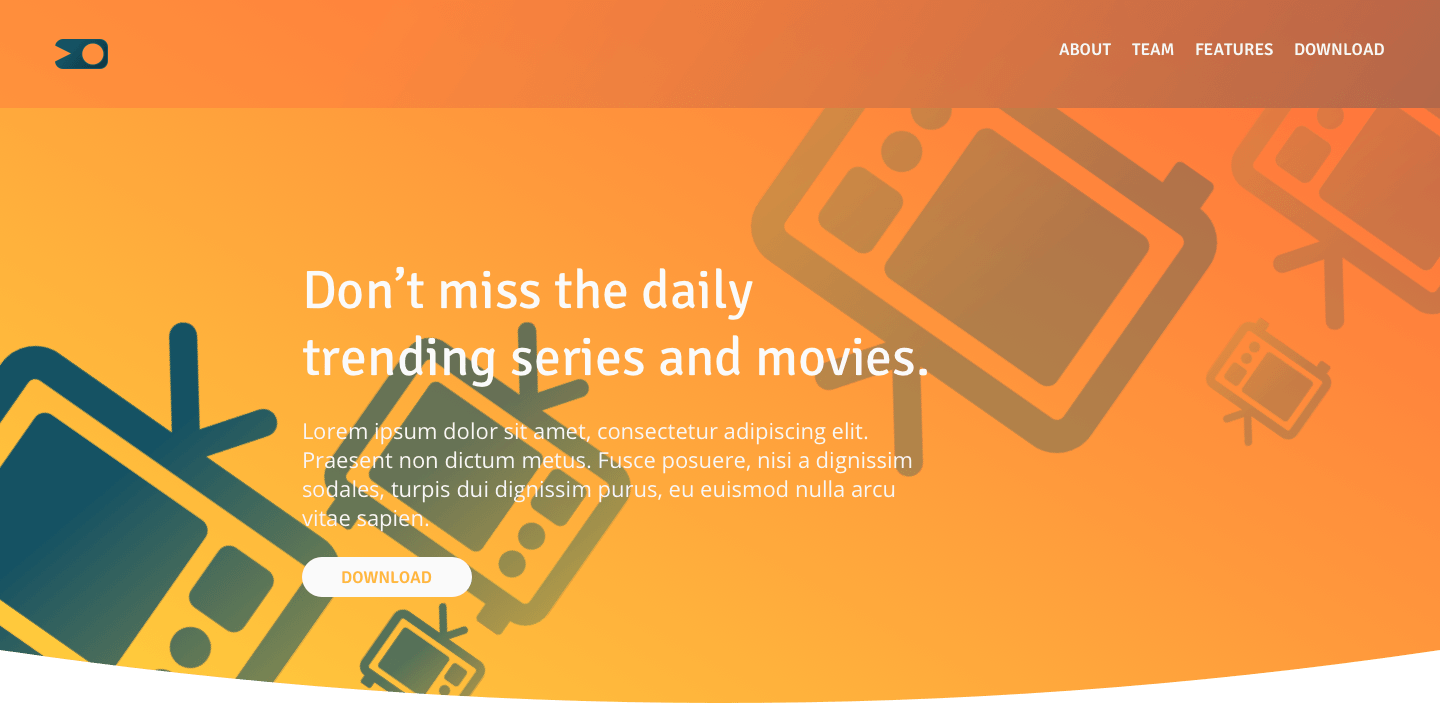 ABOUT TEAM FEATURES DOWNLOAD
Don’t miss the daily
trending series and movies.
Lorem ipsum dolor sit amet, consectetur adipiscing elit.
Praesent non dictum metus. Fusce posuere, nisi a dignissim
sodales, turpis dui dignissim purus, eu euismod nulla arcu
vitae sapien.
DOWNLOAD